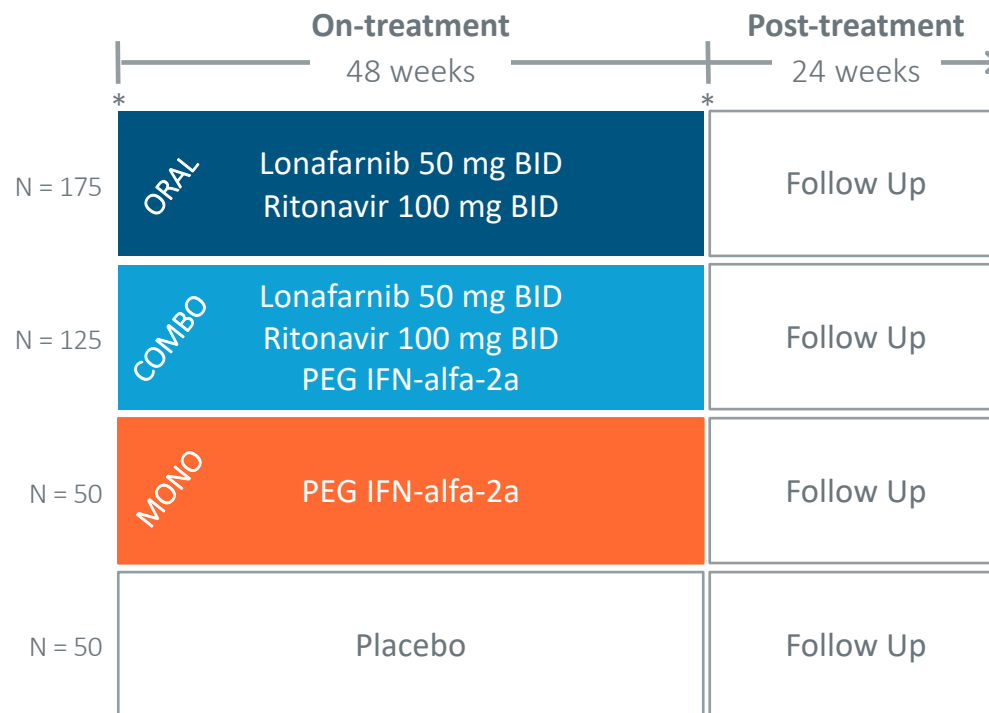 On-treatment
Post-treatment
48 weeks
24 weeks
*
*
N = 175
ORAL
Lonafarnib 50 mg BID
Ritonavir 100 mg BID
Follow Up
N = 125
COMBO
Lonafarnib 50 mg BID
Ritonavir 100 mg BID
PEG IFN-alfa-2a
Follow Up
N = 50
MONO
PEG IFN-alfa-2a
Follow Up
N = 50
Placebo
Follow Up